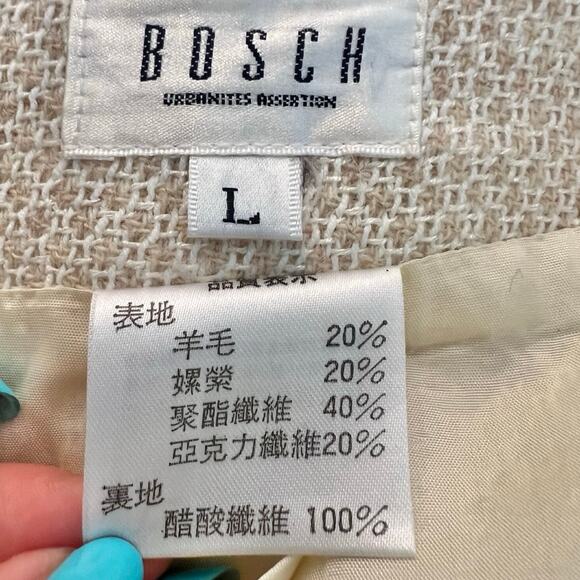 BOSCH
URBANITES ASSERTION
L
品質表示
表地
羊毛 20%
嫘縈 20%
聚酯纖維 40%
亞克力纖維20%
裏地
醋酸纖維 100%